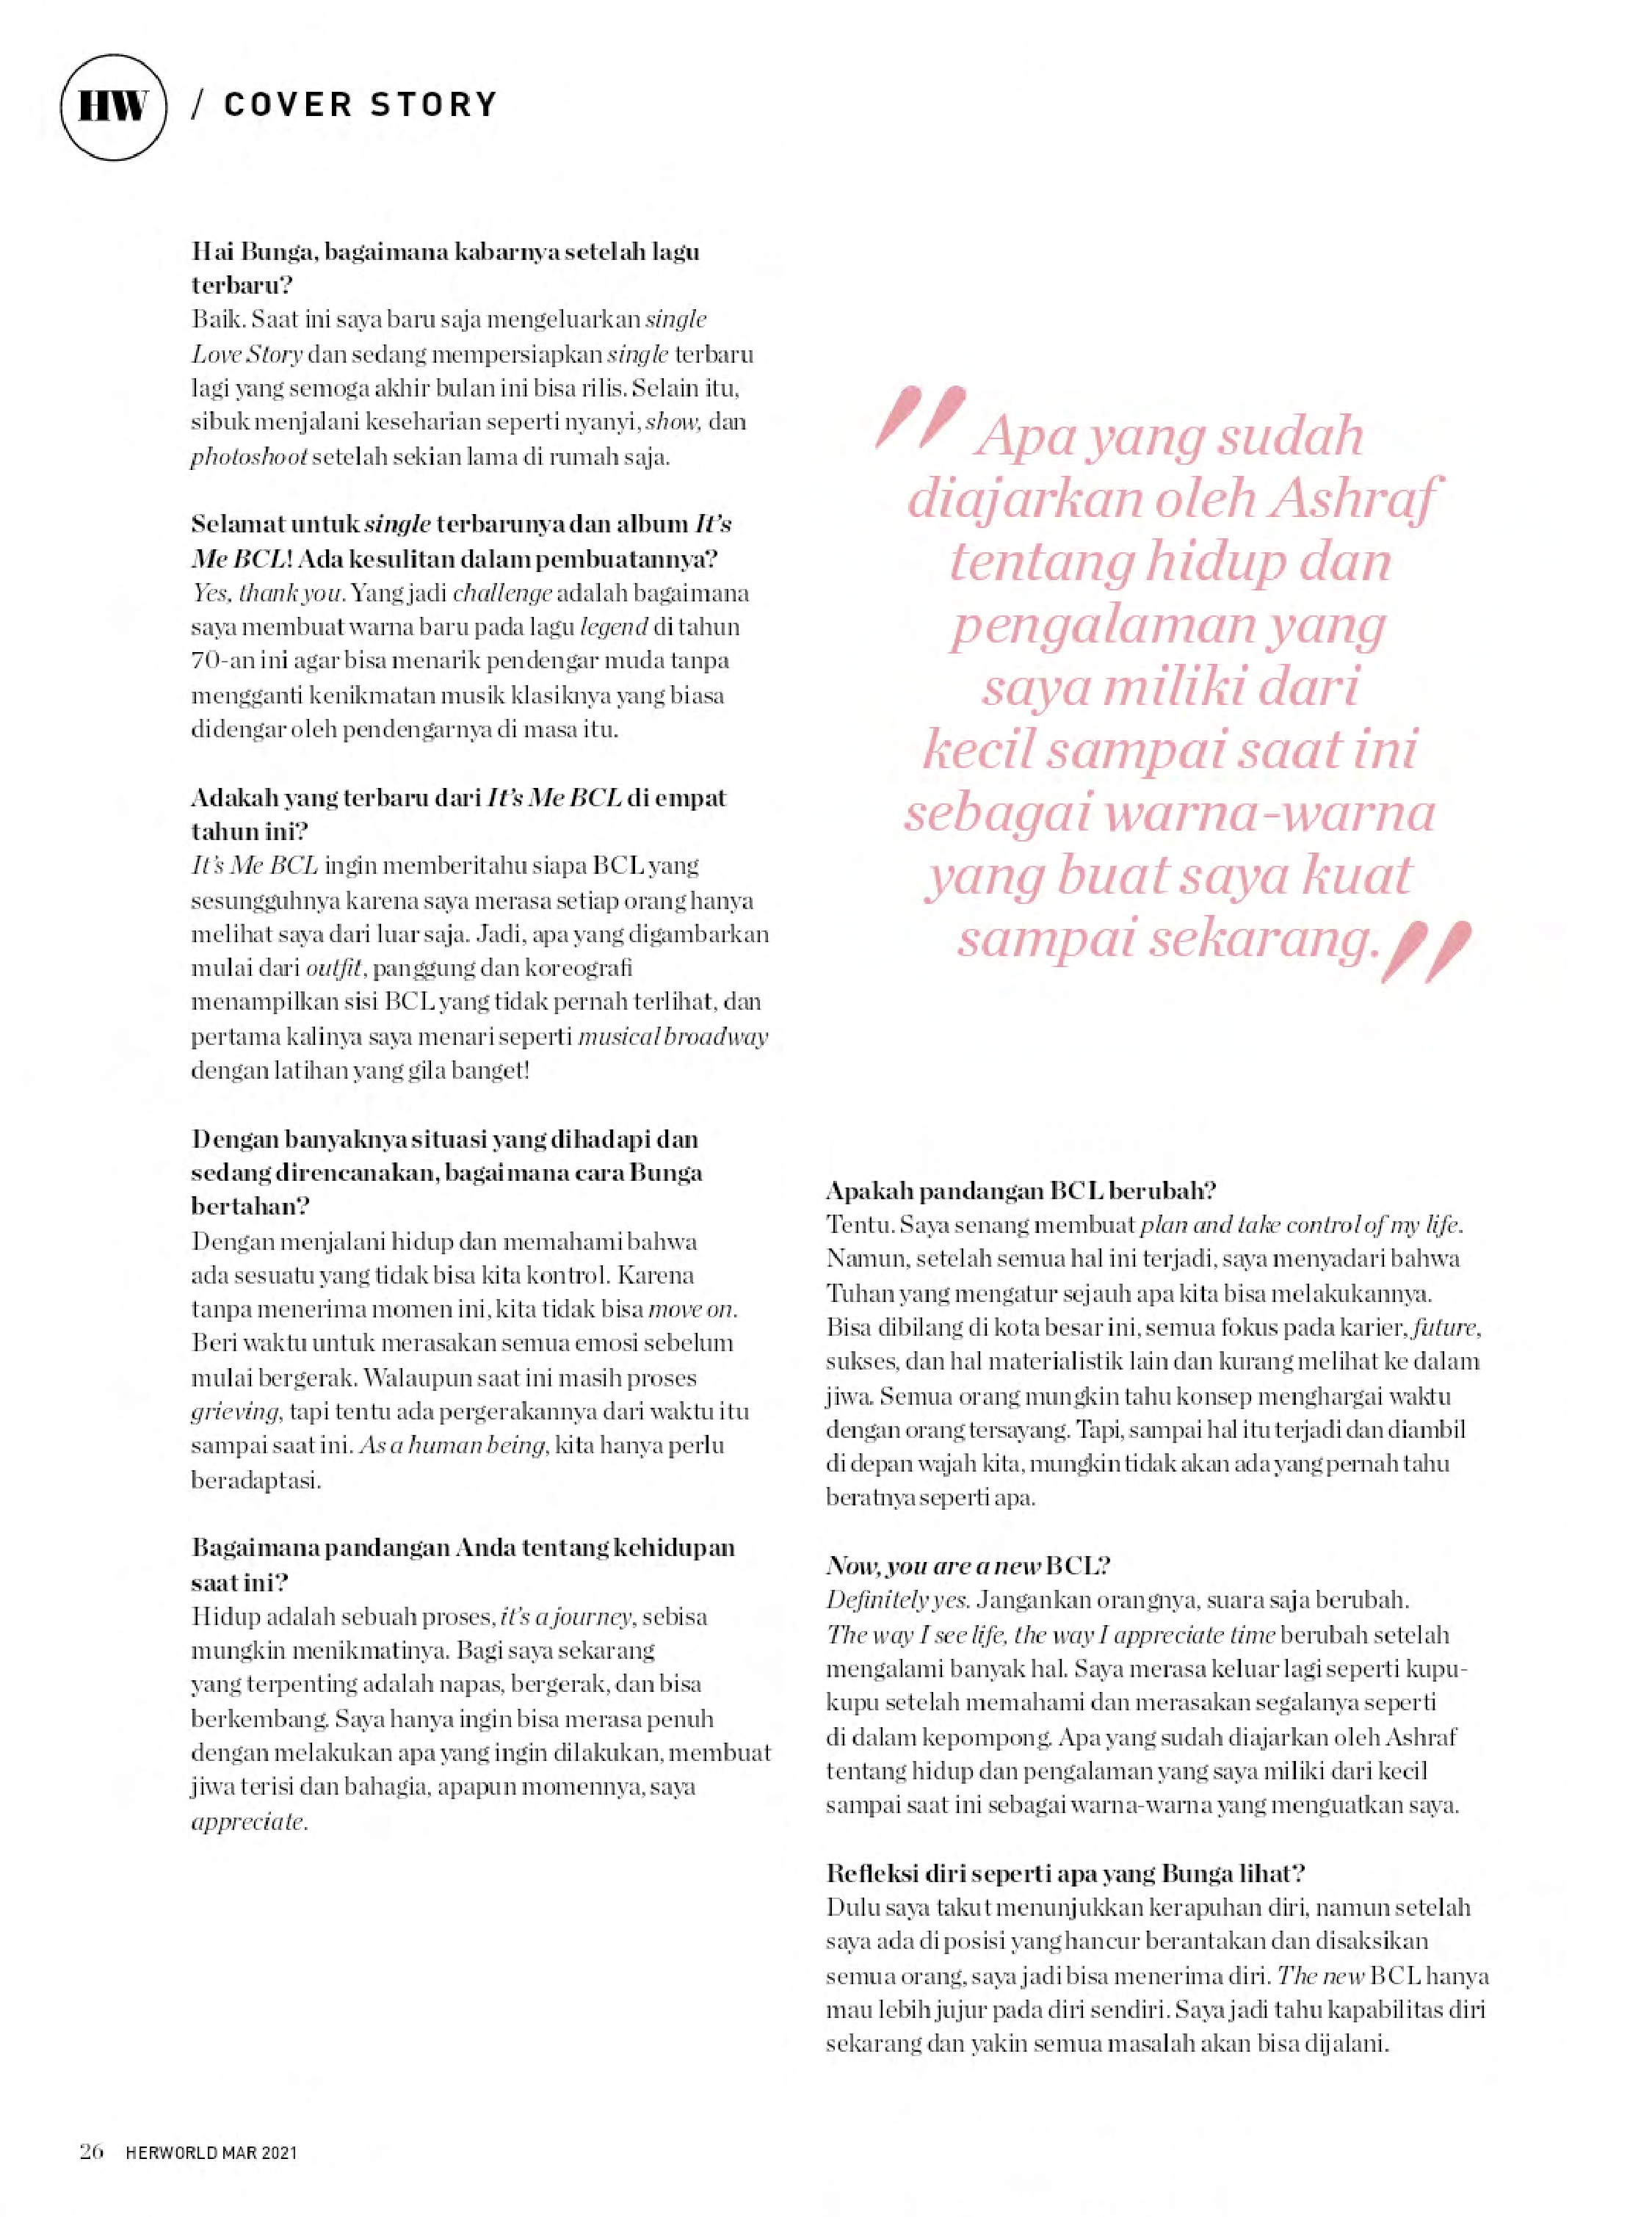 HW / COVER STORY
Hai Bunga, bagaimana kabarnya setelah lagu
terbaru?
Baik. Saat ini saya baru saja mengeluarkan single
Love Story dan sedang mempersiapkan single terbaru
lagi yang semoga akhir bulan ini bisa rilis. Selain itu,
sibuk menjalani keseharian seperti nyanyi, show, dan
photoshoot setelah sekian lama di rumah saja.
Selamat untuk single terbarunya dan album It's
Me BCL! Ada kesulitan dalam pembuatannya?
Yes, thank you. Yang jadi challenge adalah bagaimana
saya membuat warna baru pada lagu legend di tahun
70-an ini agar bisa menarik pendengar muda tanpa
mengganti kenikmatan musik klasiknya yang biasa
didengar oleh pendengarnya di masa itu.
Adakah yang terbaru dari It's Me BCL di empat
tahun ini?
It's Me BCL ingin memberitahu siapa BCL yang
sesungguhnya karena saya merasa setiap orang hanya
melihat saya dari luar saja. Jadi, apa yang digambarkan
mulai dari outfit, panggung dan koreografi
menampilkan sisi BCL yang tidak pernah terlihat, dan
pertama kalinya saya menari seperti musical broadway
dengan latihan yang gila banget!
Dengan banyaknya situasi yang dihadapi dan
sedang direncanakan, bagaimana cara Bunga
bertahan?
Dengan menjalani hidup dan memahami bahwa
ada sesuatu yang tidak bisa kita kontrol. Karena
tanpa menerima momen ini, kita tidak bisa move on.
Beri waktu untuk merasakan semua emosi sebelum
mulai bergerak. Walaupun saat ini masih proses
grieving, tapi tentu ada pergerakannya dari waktu itu
sampai saat ini. As a human being, kita hanya perlu
beradaptasi.
Bagaimana pandangan Anda tentang kehidupan
saat ini?
Hidup adalah sebuah proses, it's a journey, sebisa
mungkin menikmatinya. Bagi saya sekarang
yang terpenting adalah napas, bergerak, dan bisa
berkembang. Saya hanya ingin bisa merasa penuh
dengan melakukan apa yang ingin dilakukan, membuat
jiwa terisi dan bahagia, apapun momennya, saya
appreciate.
"Apa yang sudah
diajarkan oleh Ashraf
tentang hidup dan
pengalaman yang
saya miliki dari
kecil sampai saat ini
sebagai warna-warna
yang buat saya kuat
sampai sekarang."
Apakah pandangan BCL berubah?
Tentu. Saya senang membuat plan and take control of my life.
Namun, setelah semua hal ini terjadi, saya menyadari bahwa
Tuhan yang mengatur sejauh apa kita bisa melakukannya.
Bisa dibilang di kota besar ini, semua fokus pada karier, future,
sukses, dan hal materialistik lain dan kurang melihat ke dalam
jiwa. Semua orang mungkin tahu konsep menghargai waktu
dengan orang tersayang. Tapi, sampai hal itu terjadi dan diambil
di depan wajah kita, mungkin tidak akan ada yang pernah tahu
beratnya seperti apa.
Now, you are a new BCL?
Definitely yes. Jangankan orangnya, suara saja berubah.
The way I see life, the way I appreciate time berubah setelah
mengalami banyak hal. Saya merasa keluar lagi seperti kupu-
kupu setelah memahami dan merasakan segalanya seperti
di dalam kepompong. Apa yang sudah diajarkan oleh Ashraf
tentang hidup dan pengalaman yang saya miliki dari kecil
sampai saat ini sebagai warna-warna yang menguatkan saya.
Refleksi diri seperti apa yang Bunga lihat?
Dulu saya takut menunjukkan kerapuhan diri, namun setelah
saya ada di posisi yang hancur berantakan dan disaksikan
semua orang, saya jadi bisa menerima diri. The new BCL hanya
mau lebih jujur pada diri sendiri. Saya jadi tahu kapabilitas diri
sekarang dan yakin semua masalah akan bisa dijalani.
26 HERWORLD MAR 2021